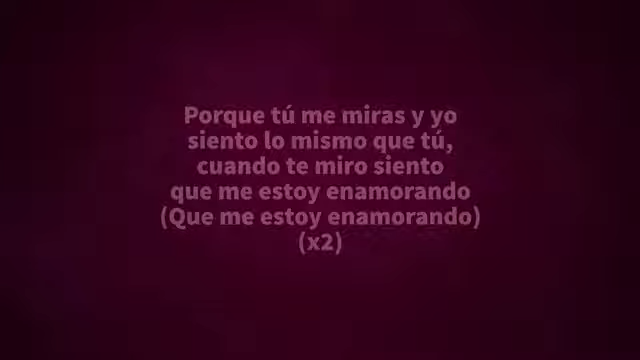 Porque tú me miras y yo
siento lo mismo que tú,
cuando te miro siento
que me estoy enamorando
(Que me estoy enamorando)
(x2)